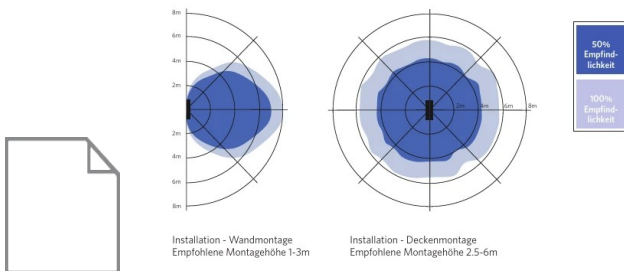 8m
6m
4m
2m
2m
4m
6m
8m
2m 4m 6m 8m
50%
Empfind-
lichkeit
100%
Empfind-
lichkeit
Installation - Wandmontage
Empfohlene Montagehöhe 1-3m
Installation - Deckenmontage
Empfohlene Montagehöhe 2.5-6m